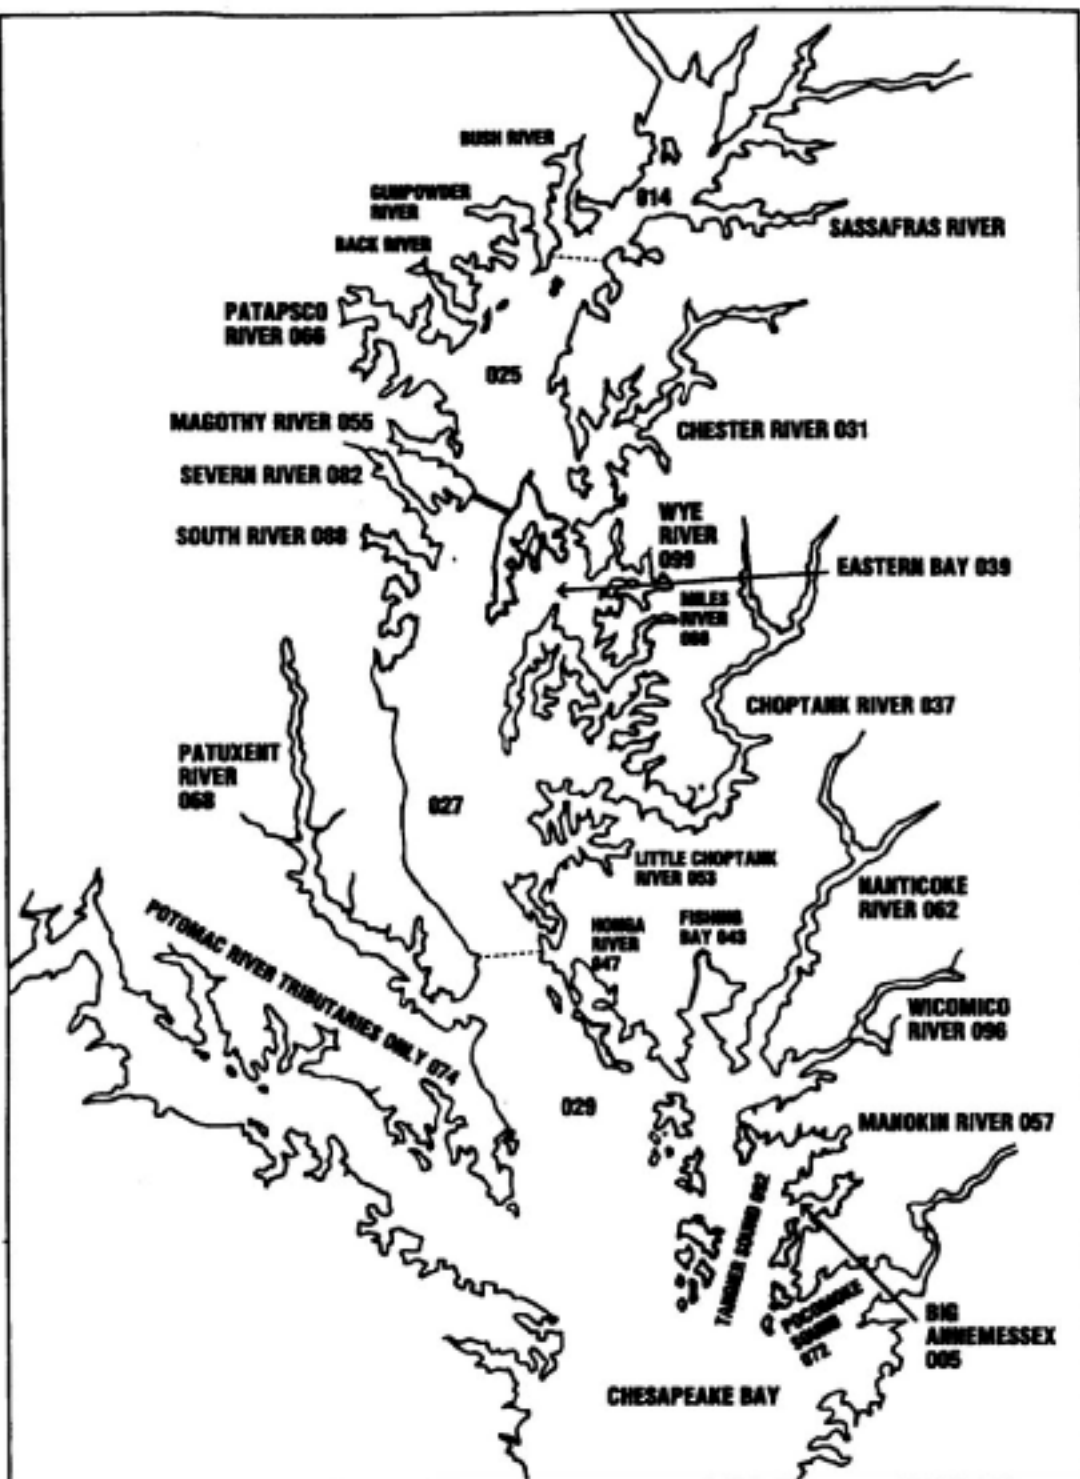 BUSH RIVER
GUNPOWDER
RIVER
BACK RIVER
014
SASSAFRAS RIVER
PATAPSCO
RIVER 066
025
MAGOTHY RIVER 055
CHESTER RIVER 031
SEVERN RIVER 082
SOUTH RIVER 088
WYE
RIVER
099
EASTERN BAY 039
MILES
RIVER
CHOPTANK RIVER 037
PATUXENT
RIVER
068
027
LITTLE CHOPTANK
RIVER 053
NANTICOKE
RIVER 062
HONGA
RIVER
047
FISHING
BAY 043
POTOMAC RIVER TRIBUTARIES ONLY 074
WICOMICO
RIVER 096
029
MANOKIN RIVER 057
TANGIER SOUND 092
POCOMOKE
SOUND
072
BIG
ANNEMESSEX
005
CHESAPEAKE BAY